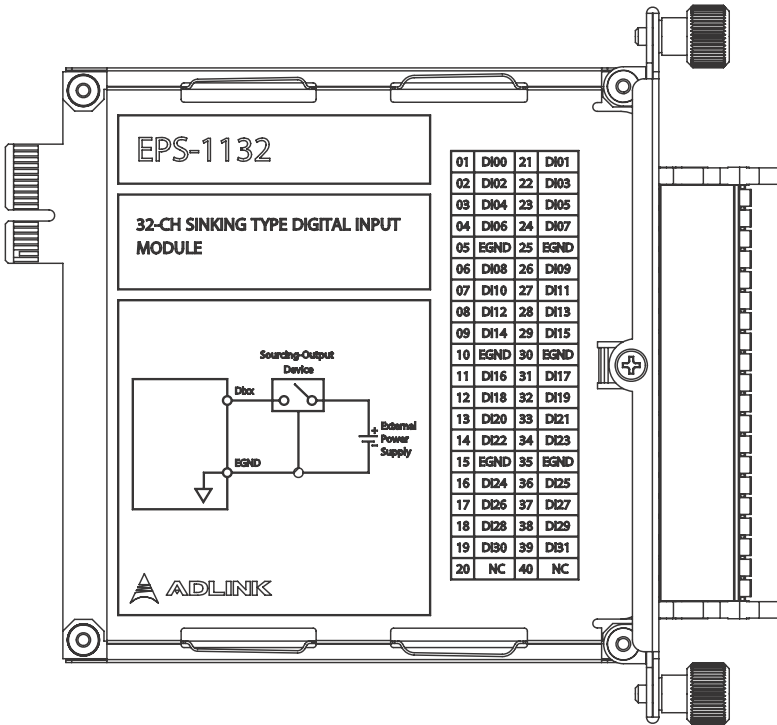 EPS-1132
32-CH SINKING TYPE DIGITAL INPUT
MODULE
Sourcing-Output
Device
DIxx
+
External
Power
Supply
-
EGND
ADLINK
01 DI00 21 DI01
02 DI02 22 DI03
03 DI04 23 DI05
04 DI06 24 DI07
05 EGND 25 EGND
06 DI08 26 DI09
07 DI10 27 DI11
08 DI12 28 DI13
09 DI14 29 DI15
10 EGND 30 EGND
11 DI16 31 DI17
12 DI18 32 DI19
13 DI20 33 DI21
14 DI22 34 DI23
15 EGND 35 EGND
16 DI24 36 DI25
17 DI26 37 DI27
18 DI28 38 DI29
19 DI30 39 DI31
20 NC 40 NC